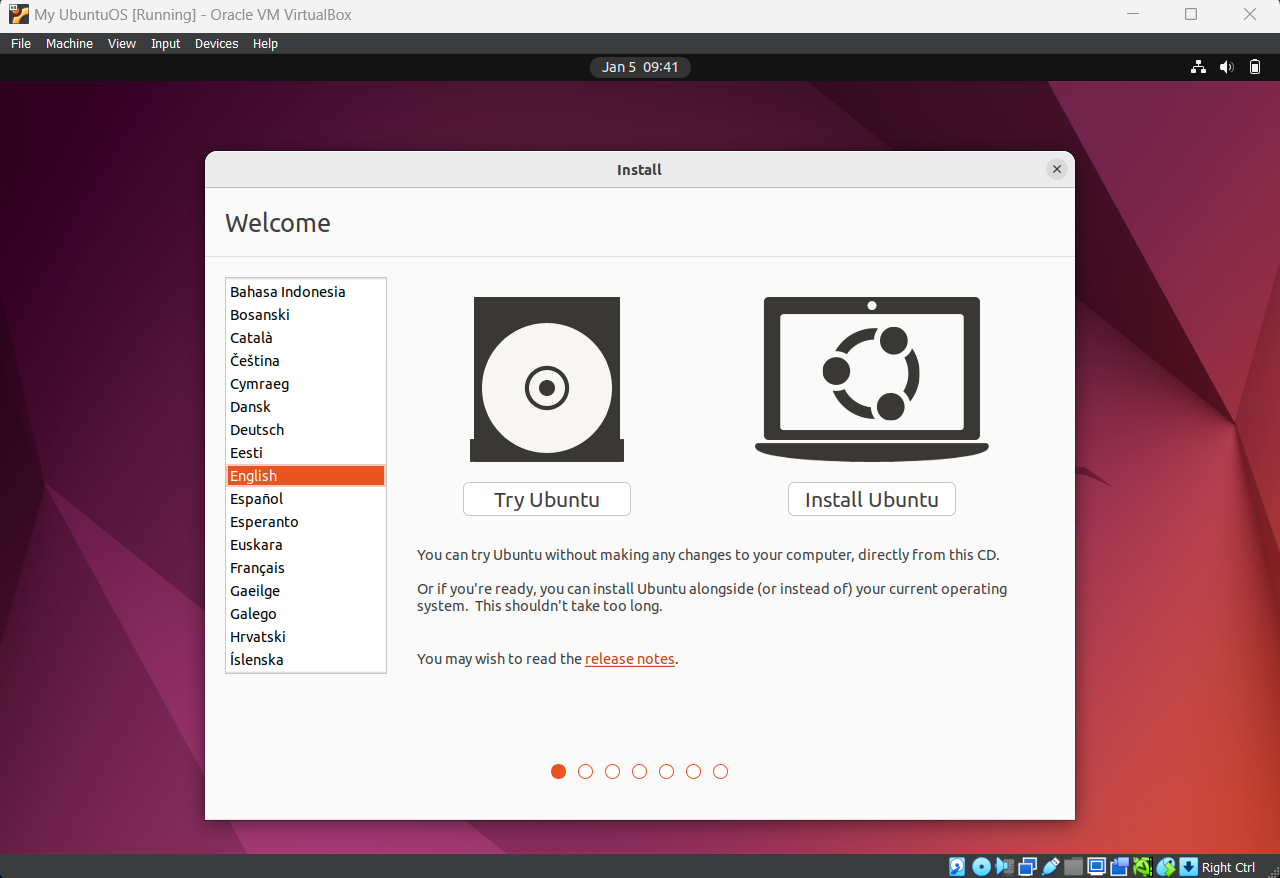 My UbuntuOS [Running] - Oracle VM VirtualBox
File Machine View Input Devices Help
Jan 5 09:41
Install
Welcome
Bahasa Indonesia
Bosanski
Català
Čeština
Cymraeg
Dansk
Deutsch
Eesti
English
Español
Esperanto
Euskara
Français
Gaeilge
Galego
Hrvatski
Íslenska
Try Ubuntu
Install Ubuntu
You can try Ubuntu without making any changes to your computer, directly from this CD.
Or if you're ready, you can install Ubuntu alongside (or instead of) your current operating
system. This shouldn't take too long.
You may wish to read the release notes.
Right Ctrl